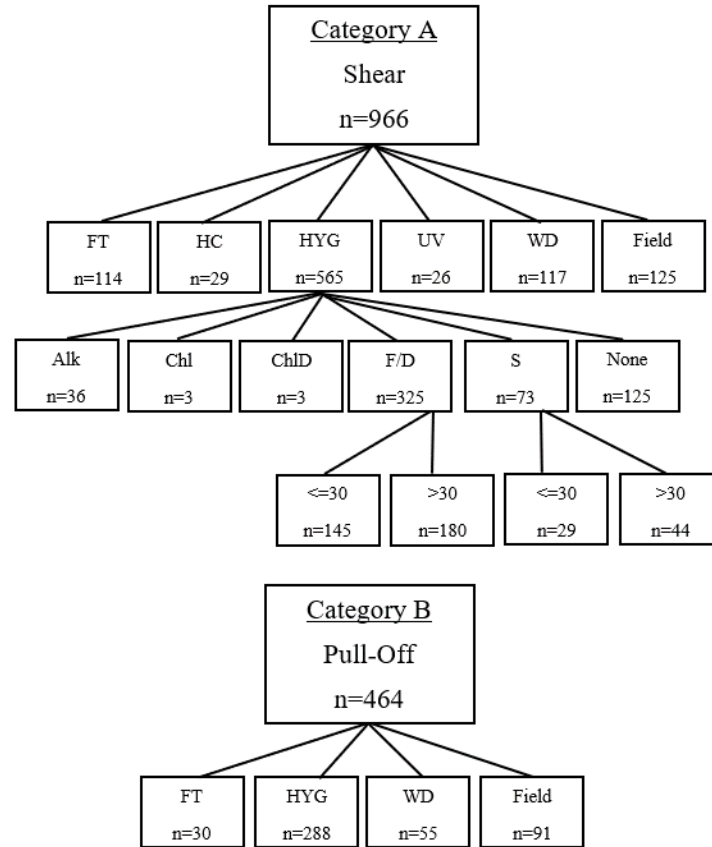 Category A
Shear
n=966
FT
n=114
HC
n=29
HYG
n=565
UV
n=26
WD
n=117
Field
n=125
Alk
n=36
Chl
n=3
ChlD
n=3
F/D
n=325
S
n=73
None
n=125
<=30
n=145
>30
n=180
<=30
n=29
>30
n=44
Category B
Pull-Off
n=464
FT
n=30
HYG
n=288
WD
n=55
Field
n=91